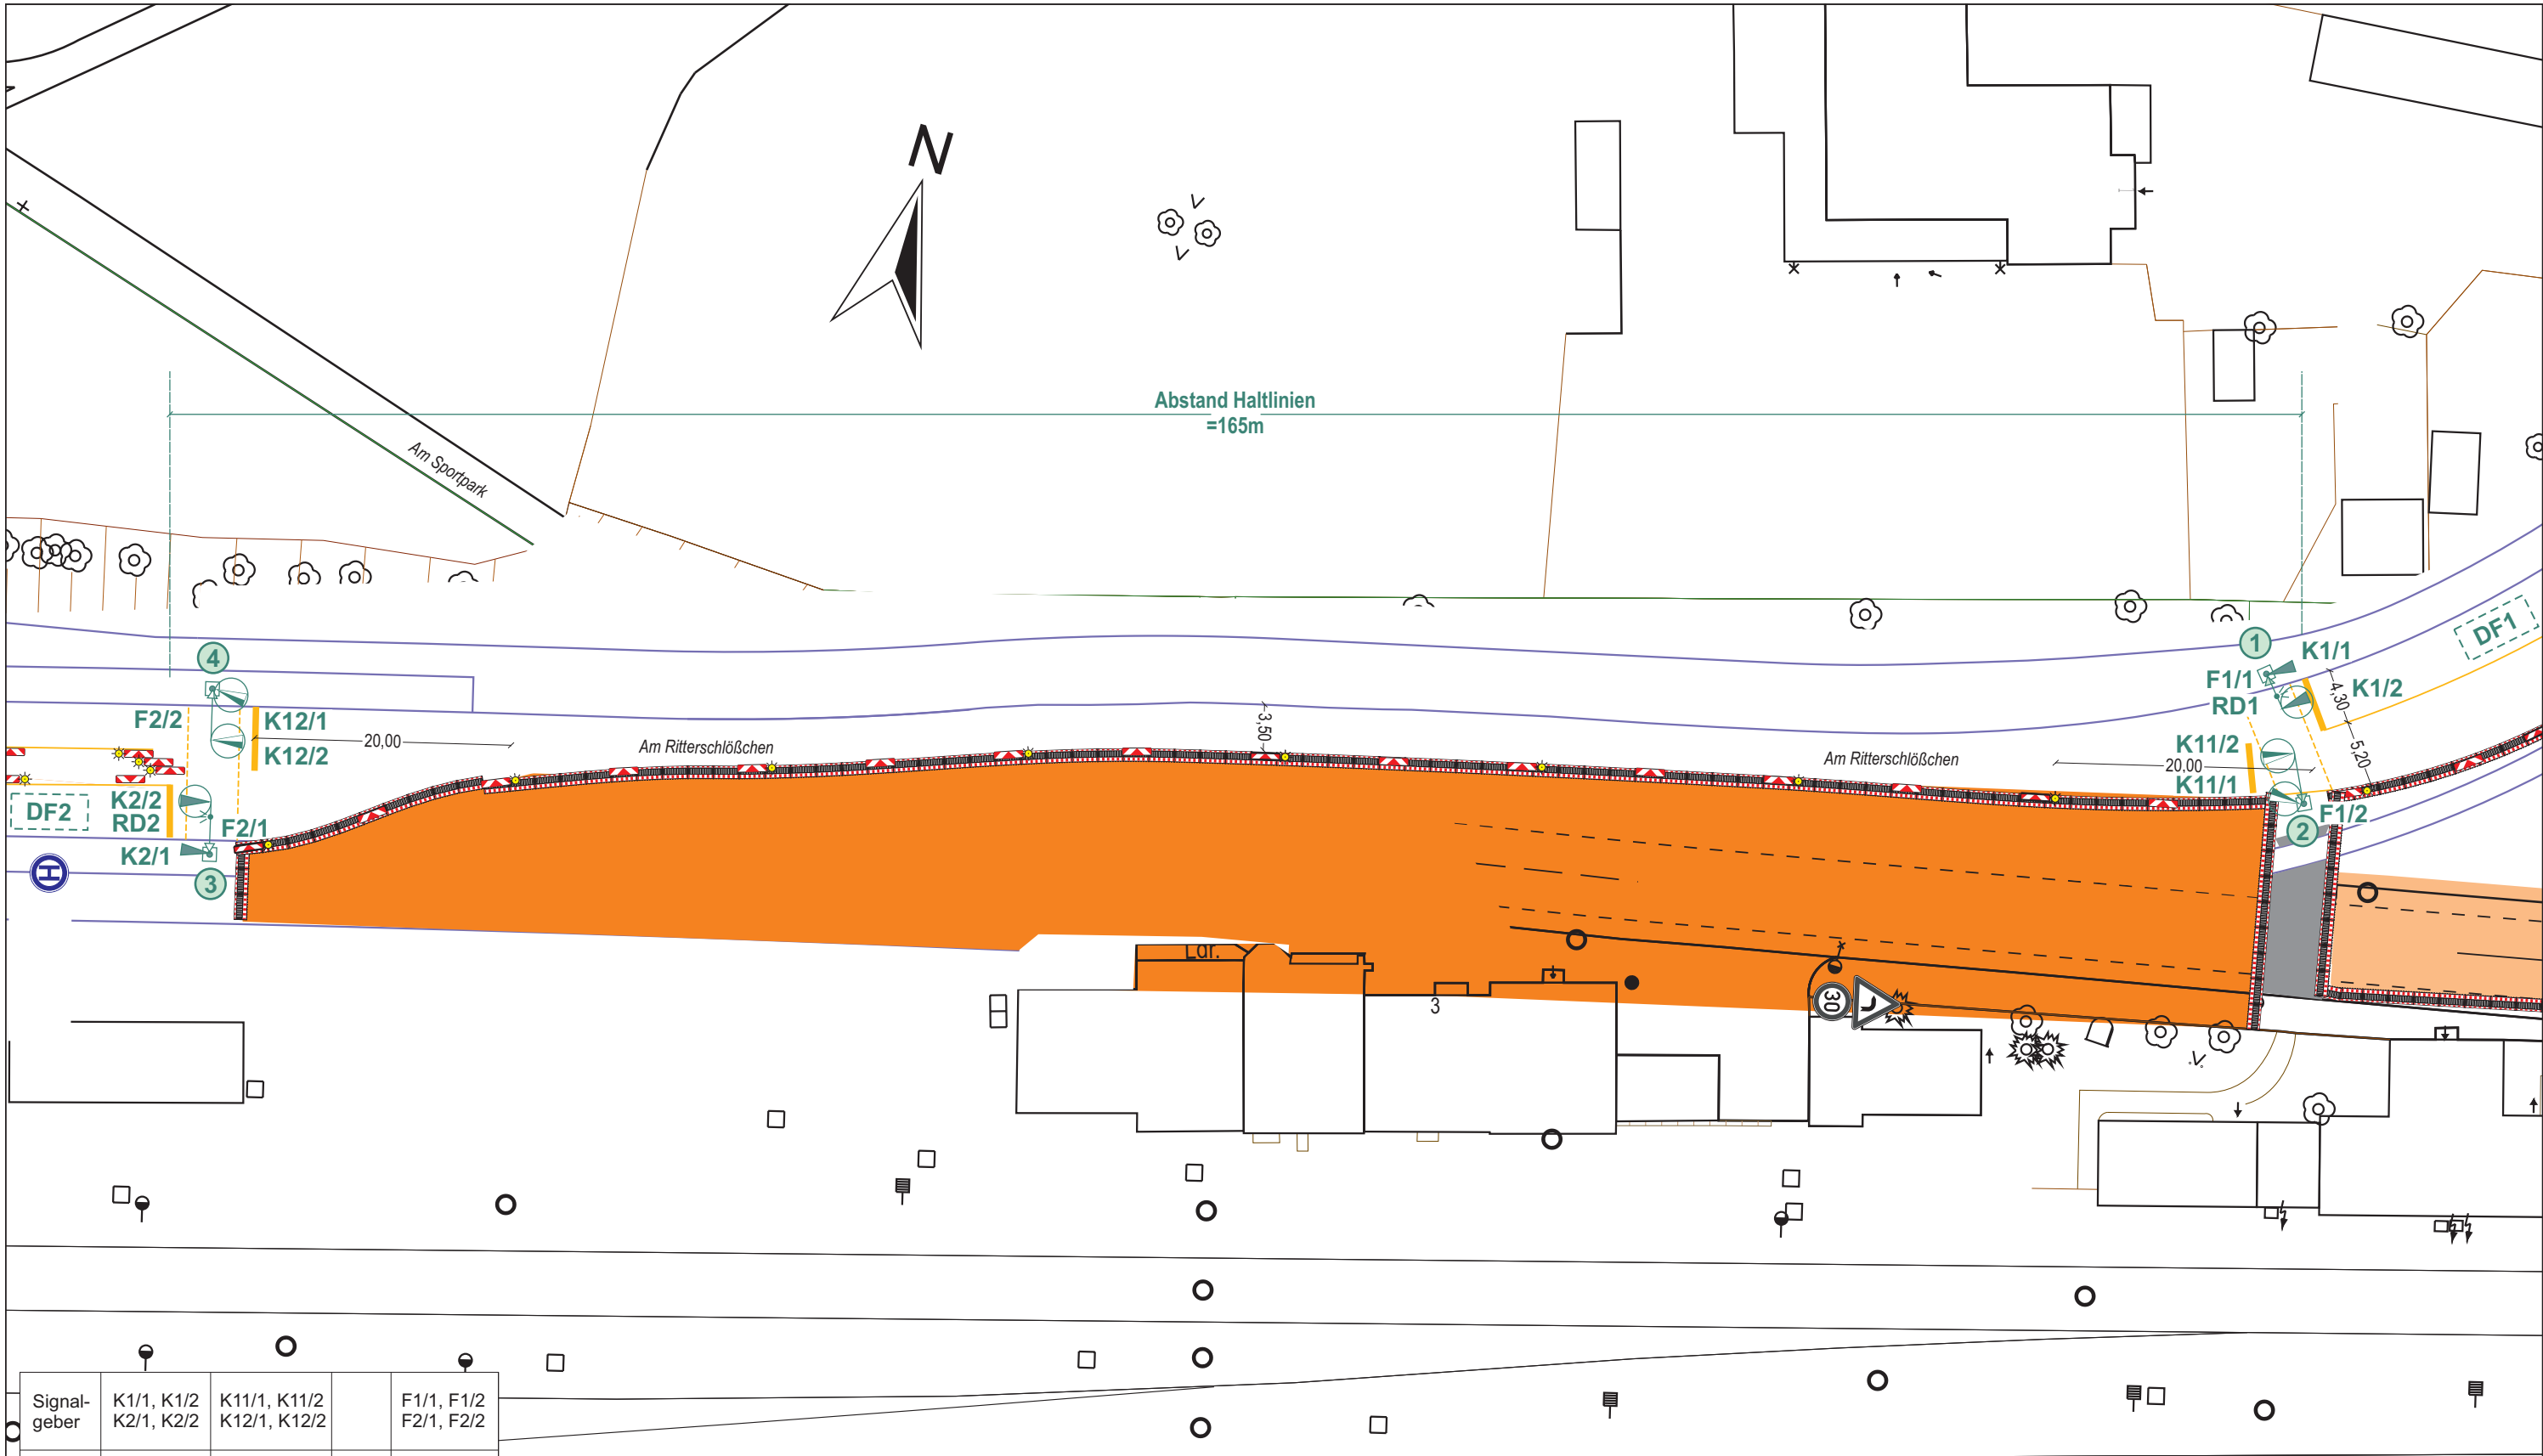 N
Abstand Haltlinien
=165m
Am Sportpark
4
F2/2
K12/1
K12/2
20,00
Am Ritterschlößchen
3,50
Am Ritterschlößchen
1
K1/1
F1/1
RD1
K1/2
DF1
4,30
5,20
K11/2
20,00
K11/1
F1/2
2
DF2
K2/2
RD2
F2/1
K2/1
3
H
Ldr.
3
30
Signal-
geber
K1/1, K1/2
K2/1, K2/2
K11/1, K11/2
K12/1, K12/2
F1/1, F1/2
F2/1, F2/2